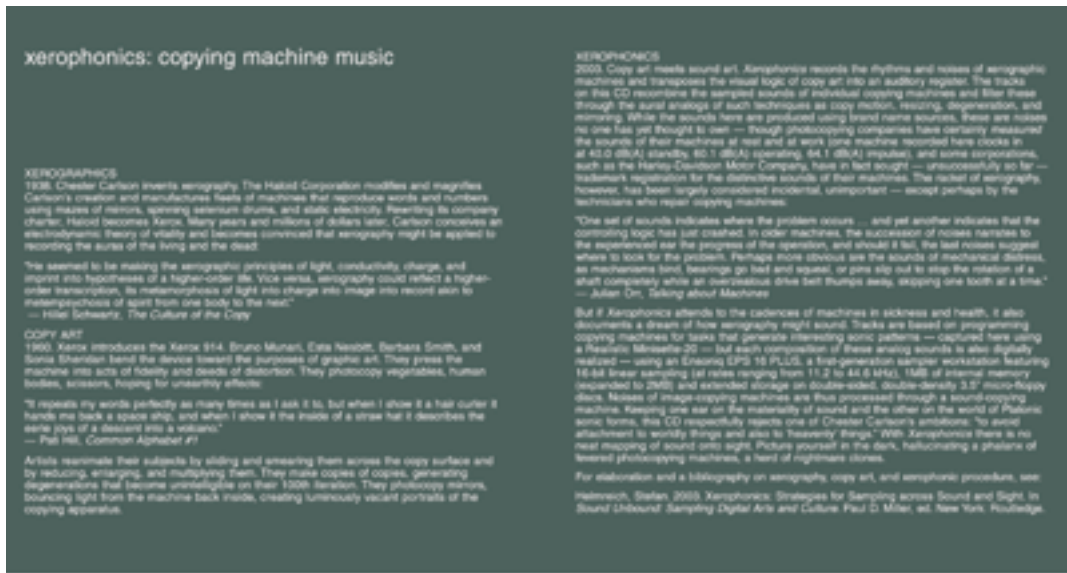 xerophonics: copying machine music
XEROGRAPHICS
1938. Chester Carlson invents xerography. The Haloid Corporation modifies and magnifies
Carlson's creation and manufactures fleets of machines that reproduce words and numbers
using mazes of mirrors, spinning selenium drums, and static electricity. Rewriting its company
charter, Haloid becomes Xerox. Many years and millions of dollars later, Carlson concocts an
electrodynamic theory of vitality and becomes convinced that xerography might be applied to
recording the auras of the living and the dead:
"He seemed to be making the xerographic principles of light, conductivity, charge, and
imprint into hypotheses of a higher-order life. Vice versa, xerography could reflect a higher-
order transcription, its metamorphosis of light into charge into image into record akin to
metempsychosis of spirit from one body to the next."
— Hillel Schwartz, The Culture of the Copy
COPY ART
1960. Xerox introduces the Xerox 914. Bruno Munari, Esta Nesbitt, Barbara Smith, and
Sonia Sheridan bend the device toward the purposes of graphic art. They press the
machine into acts of fidelity and deeds of distortion. They photocopy vegetables, human
bodies, scissors, hoping for unearthly effects:
"It repeats my words perfectly as many times as I ask it to, but when I show it a hair curler it
hands me back a space ship, and when I show it the inside of a straw hat it describes the
eerie joys of a descent into a volcano."
— Pati Hill, Common Alphabet #1
Artists reanimate their subjects by sliding and smearing them across the copy surface and
by reducing, enlarging, and multiplying them. They make copies of copies, generating
degenerations that become unintelligible on their 100th iteration. They photocopy mirrors,
bouncing light from the machine back inside, creating luminously vacant portraits of the
copying apparatus.
XEROPHONICS
2003. Copy art meets sound art. Xerophonics records the rhythms and noises of xerographic
machines and transposes the visual logic of copy art into an auditory register. The tracks
on this CD recombine the sampled sounds of individual copying machines and filter these
through the aural analogs of such techniques as copy motion, resizing, degeneration, and
mirroring. While the sounds here are produced using brand name sources, these are noises
no one has yet thought to own — though photocopying companies have certainly measured
the sounds of their machines at rest and at work (one machine recorded here clocks in
at 40.0 dB(A) standby, 60.1 dB(A) operating, 64.1 dB(A) impulse), and some corporations,
such as the Harley-Davidson Motor Company, have in fact sought — unsuccessfully so far —
trademark registration for the distinctive sounds of their machines. The racket of xerography,
however, has been largely considered incidental, unimportant — except perhaps by the
technicians who repair copying machines:
"One set of sounds indicates where the problem occurs ... and yet another indicates that the
controlling logic has just crashed. In older machines, the succession of noises narrates to
the experienced ear the progress of the operation, and should it fail, the last noises suggest
where to look for the problem. Perhaps more obvious are the sounds of mechanical distress,
as mechanisms bind, bearings go bad and squeal, or pins slip out to stop the rotation of a
shaft completely while an overzealous drive belt thumps away, skipping one tooth at a time."
— Julian Orr, Talking about Machines
But if Xerophonics attends to the cadences of machines in sickness and health, it also
documents a dream of how xerography might sound. Tracks are based on programming
copying machines for tasks that generate interesting sonic patterns — captured here using
a Realistic Minisette-20 — but each composition of these analog sounds is also digitally
realized — using an Ensoniq EPS 16 PLUS, a first-generation sampler workstation featuring
16-bit linear sampling (at rates ranging from 11.2 to 44.6 kHz), 1MB of internal memory
(expanded to 2MB) and extended storage on double-sided, double-density 3.5" micro-floppy
discs. Noises of image-copying machines are thus processed through a sound-copying
machine. Keeping one ear on the materiality of sound and the other on the world of Platonic
sonic forms, this CD respectfully rejects one of Chester Carlson's ambitions: "to avoid
attachment to worldly things and also to 'heavenly' things." With Xerophonics there is no
neat mapping of sound onto sight. Picture yourself in the dark, hallucinating a phalanx of
fevered photocopying machines, a herd of nightmare clones.
For elaboration and a bibliography on xerography, copy art, and xerophonic procedure, see:
Helmreich, Stefan. 2003. Xerophonics: Strategies for Sampling across Sound and Sight. In
Sound Unbound: Sampling Digital Arts and Culture. Paul D. Miller, ed. New York: Routledge.